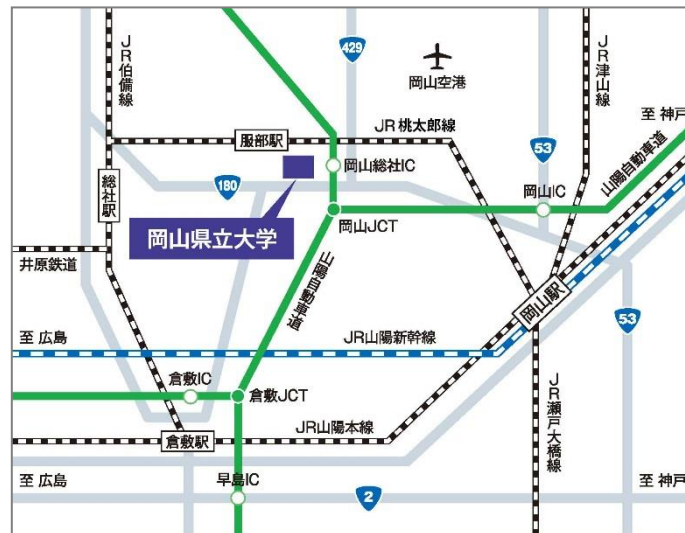 JR伯備線
429
岡山空港
JR津山線
至 神戸
服部駅
JR桃太郎線
53
山陽自動車道
岡山総社IC
総社駅
180
岡山IC
岡山県立大学
岡山JCT
井原鉄道
山陽自動車道
岡山駅
至 広島
JR山陽新幹線
53
倉敷IC
倉敷JCT
JR瀬戸大橋線
JR山陽本線
倉敷駅
至 広島
早島IC
2
至 神戸